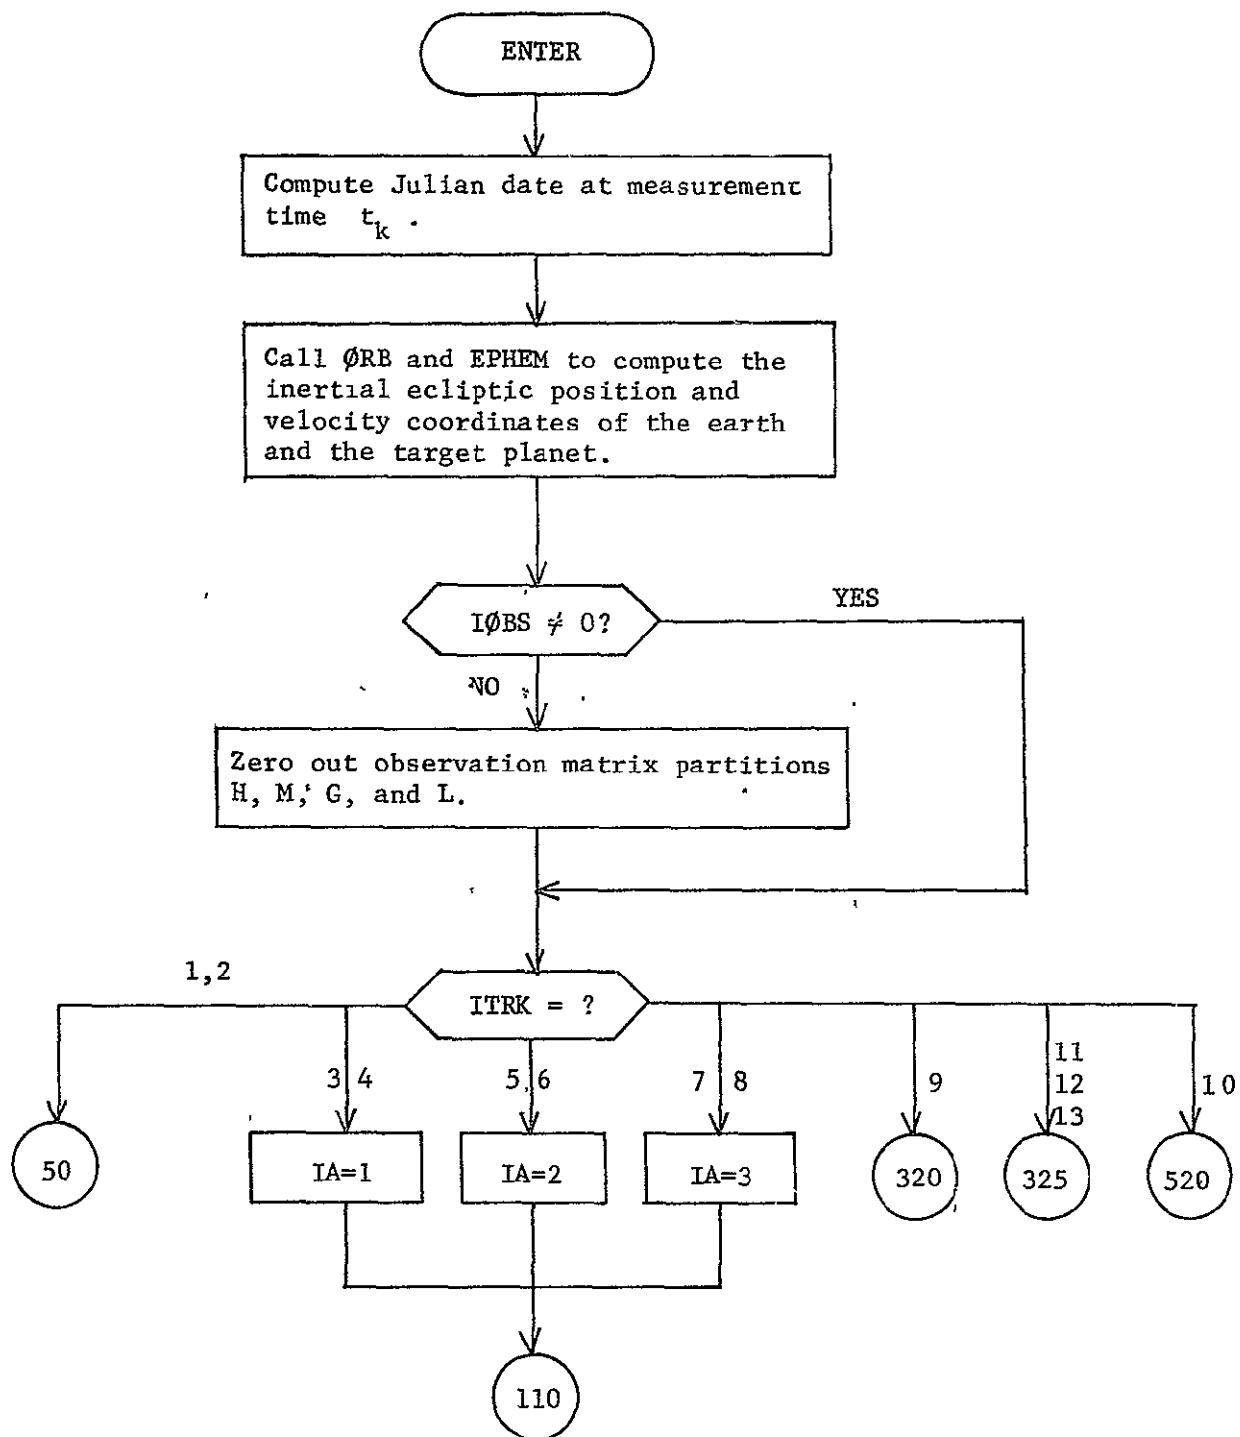 ENTER
Compute Julian date at measurement
time t_k .
Call ØRB and EPHEM to compute the
inertial ecliptic position and
velocity coordinates of the earth
and the target planet.
IØBS ≠ 0?
YES
NO
Zero out observation matrix partitions
H, M, G, and L.
1,2
ITRK = ?
3 4
5,6
7 8
9
11
12
13
10
50
IA=1
IA=2
IA=3
320
325
520
110